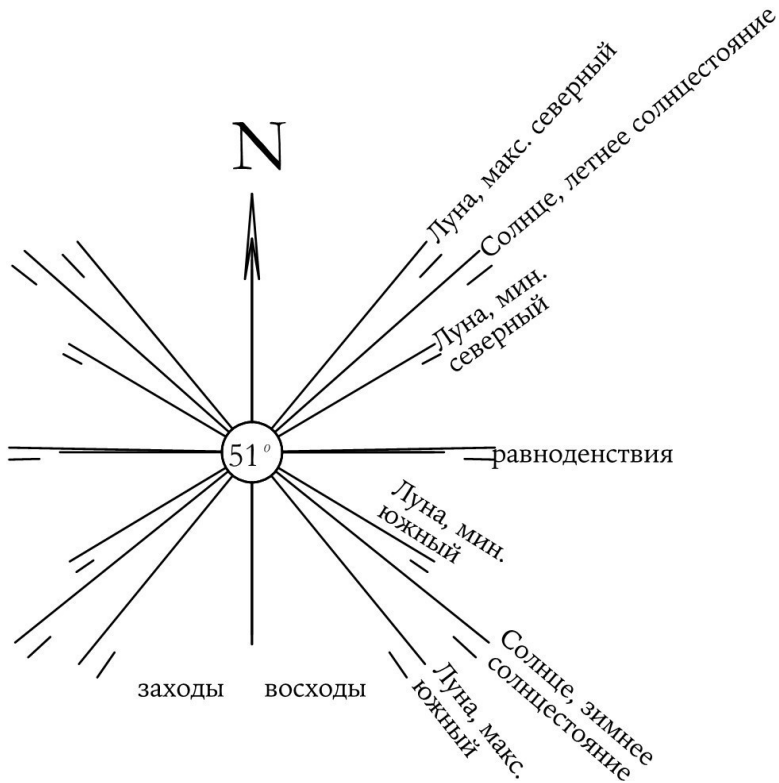 N
Луна, макс. северный
Солнце, летнее солнцестояние
Луна, мин.
северный
51°
равноденствия
Луна, мин.
южный
Солнце, зимнее
солнцестояние
Луна, макс.
южный
заходы
восходы